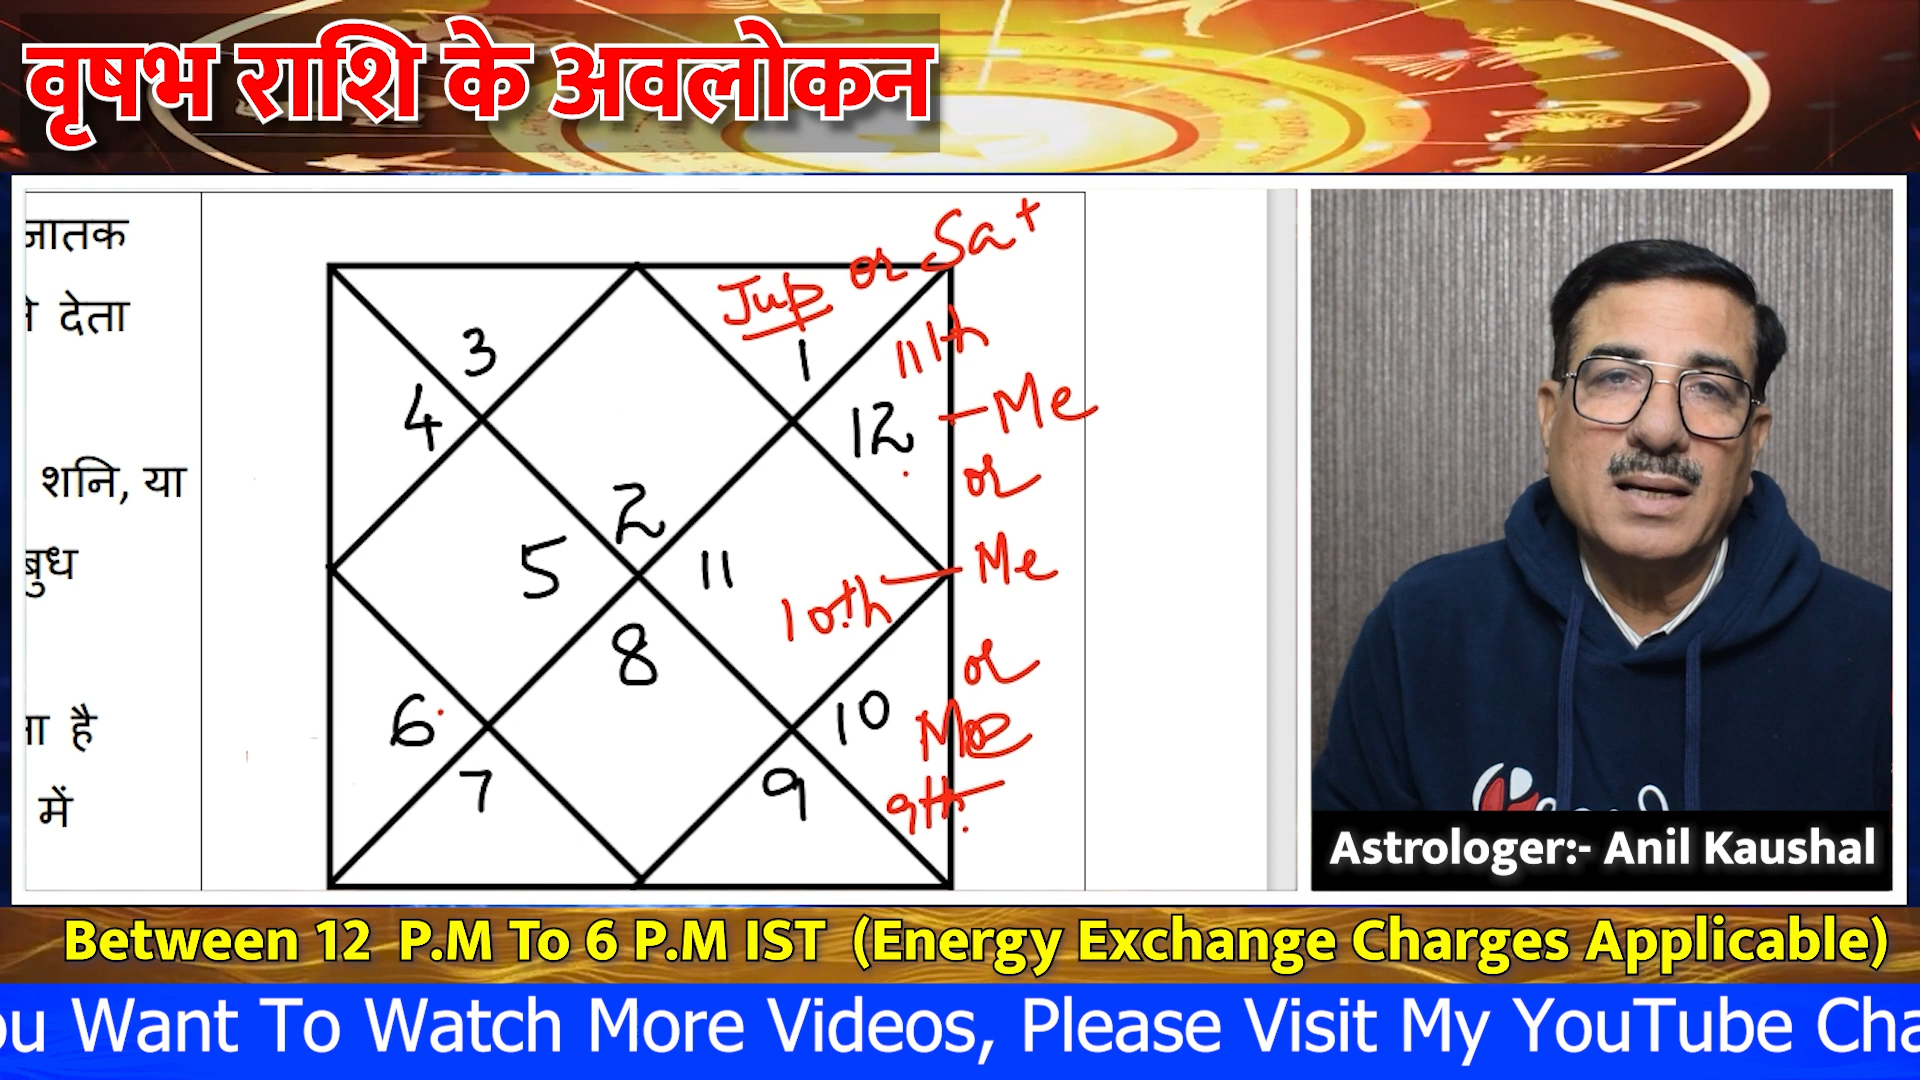 वृषभ राशि के अवलोकन
जातक
देता
शनि, या
बुध
है
में
Jup or Sat
11th
3
1
4
12 - Me
or
2
5
11
Me
10th
8
or
6
10
Me
7
9
9th
Astrologer:- Anil Kaushal
Between 12 P.M To 6 P.M IST (Energy Exchange Charges Applicable)
ou Want To Watch More Videos, Please Visit My YouTube Cha